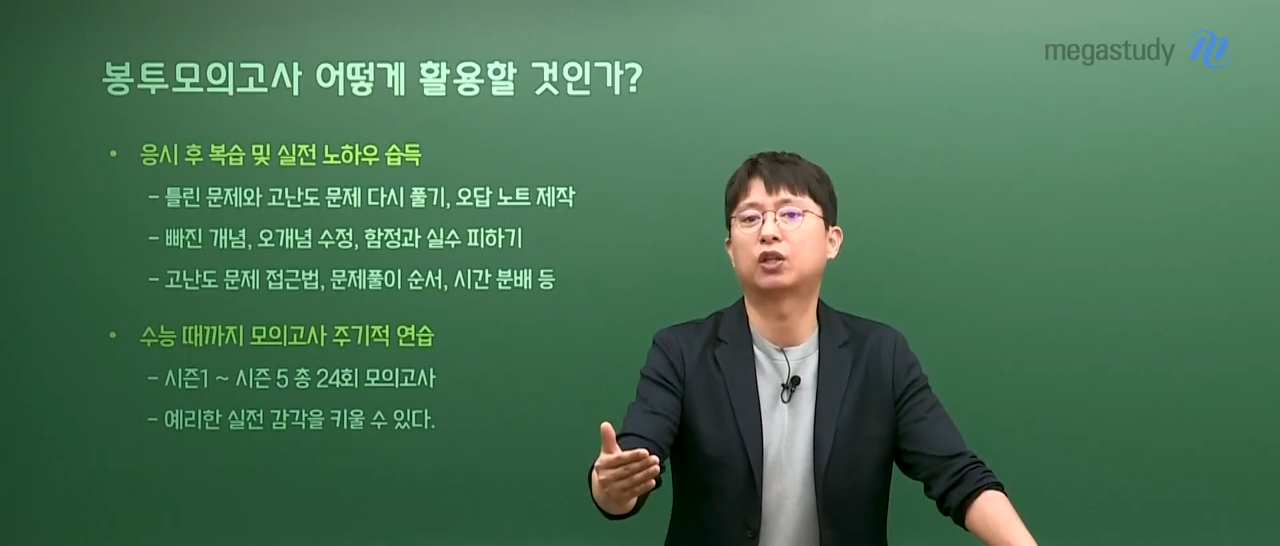 megastudy
봉투모의고사 어떻게 활용할 것인가?
• 응시 후 복습 및 실전 노하우 습득
– 틀린 문제와 고난도 문제 다시 풀기, 오답 노트 제작
– 빠진 개념, 오개념 수정, 함정과 실수 피하기
– 고난도 문제 접근법, 문제풀이 순서, 시간 분배 등
• 수능 때까지 모의고사 주기적 연습
– 시즌1 ~ 시즌 5 총 24회 모의고사
– 예리한 실전 감각을 키울 수 있다.